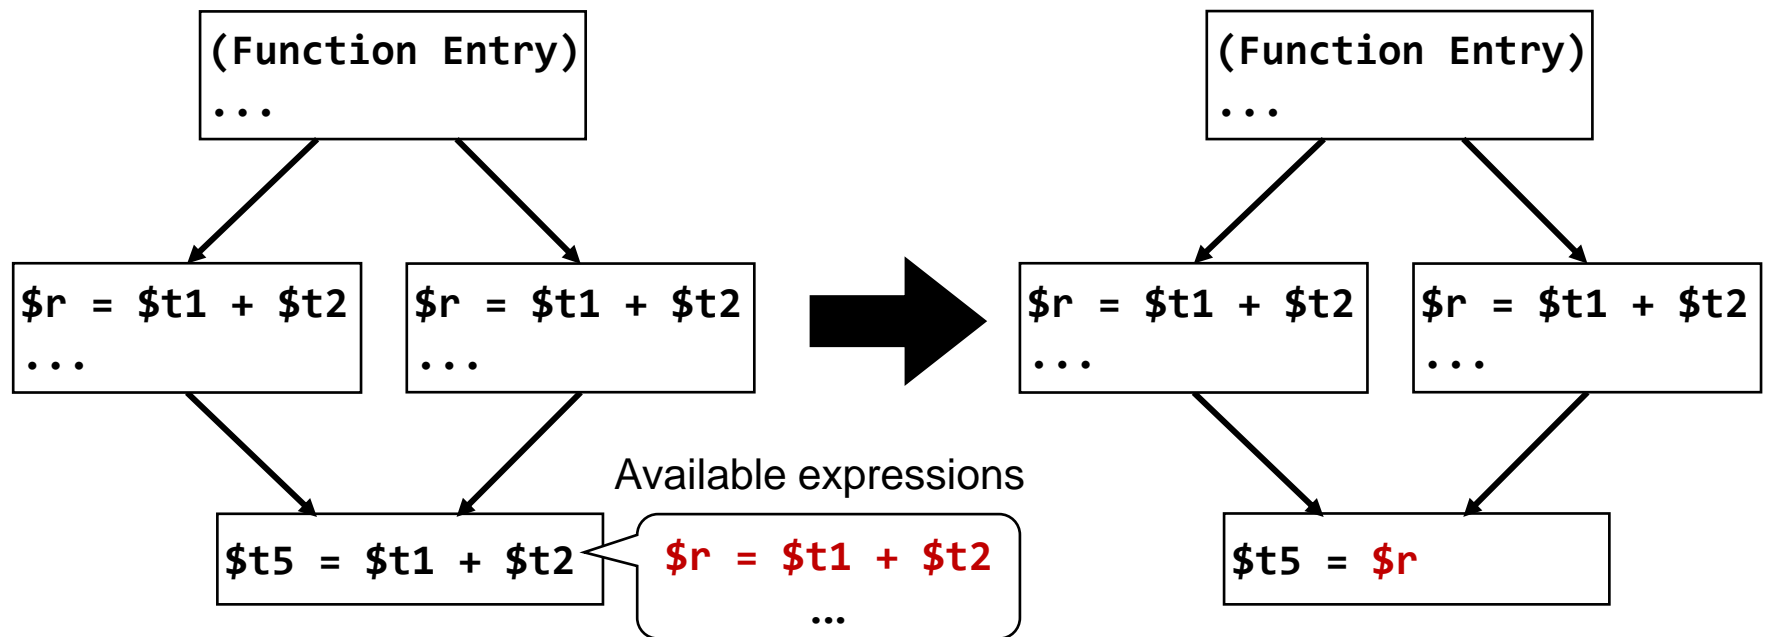 (Function Entry)
...
$r = $t1 + $t2
...
$r = $t1 + $t2
...
$t5 = $t1 + $t2
Available expressions
$r = $t1 + $t2
...
(Function Entry)
...
$r = $t1 + $t2
...
$r = $t1 + $t2
...
$t5 = $r